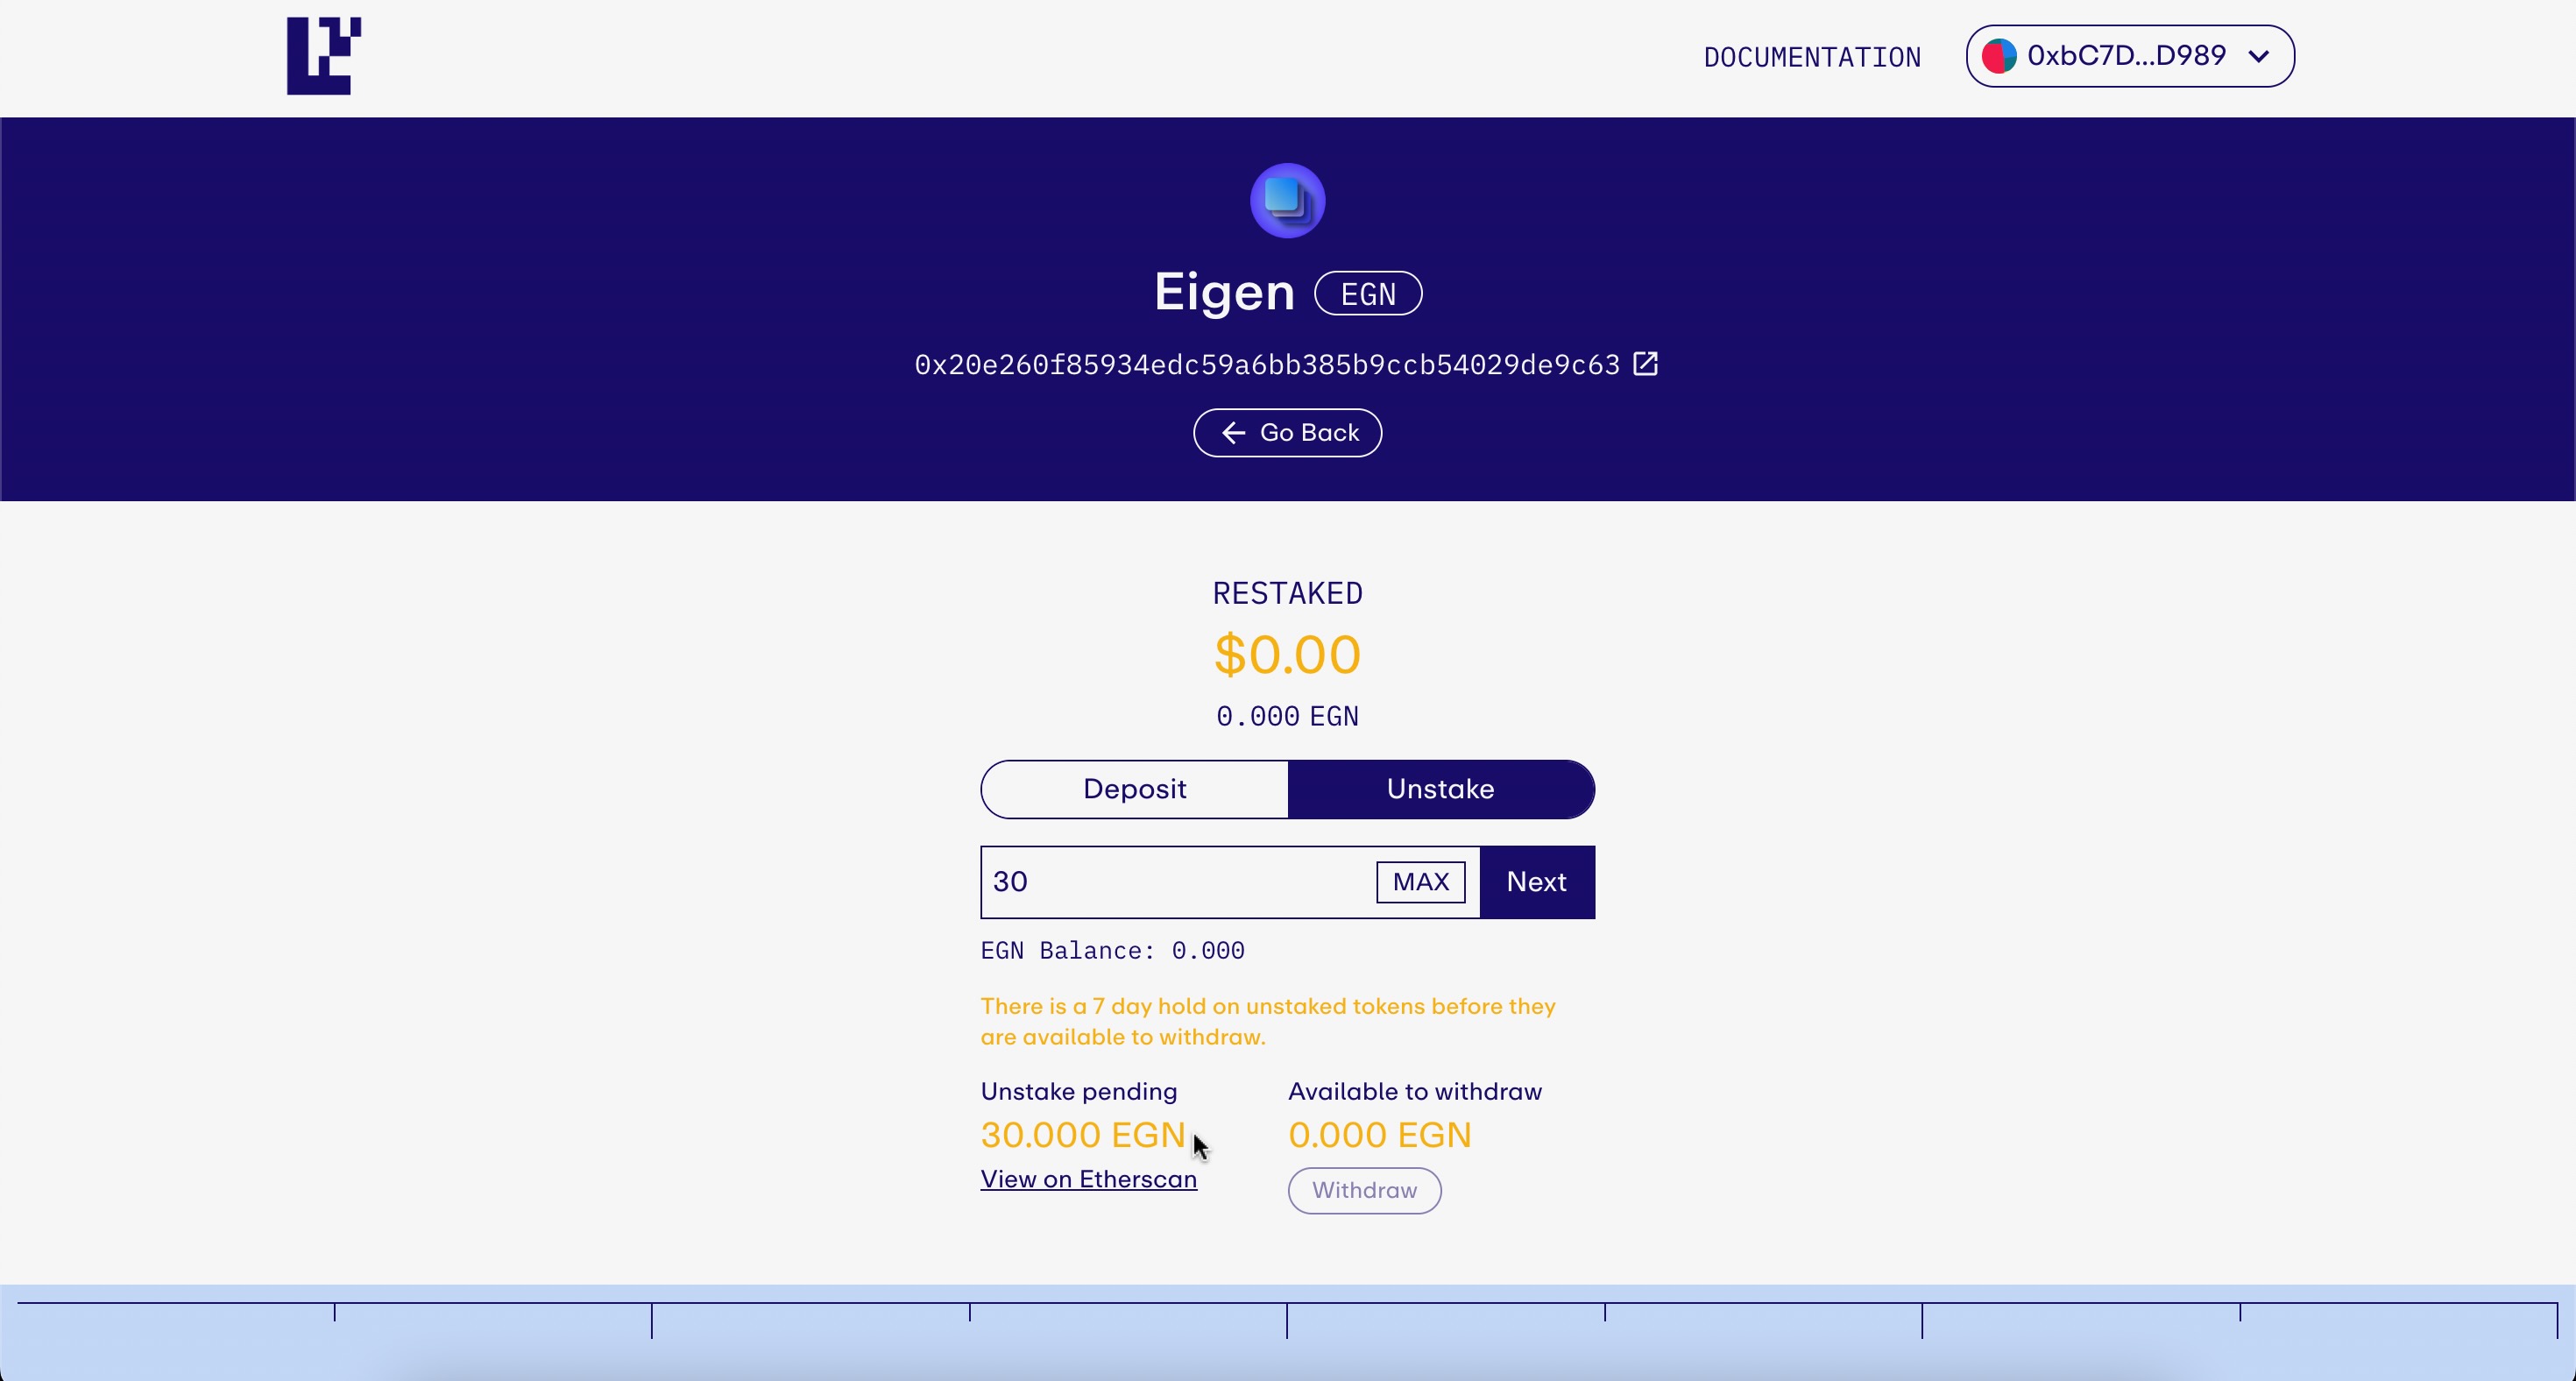 DOCUMENTATION
0xbC7D...D989
Eigen EGN
0x20e260f85934edc59a6bb385b9ccb54029de9c63
Go Back
RESTAKED
$0.00
0.000 EGN
Deposit Unstake
30 MAX Next
EGN Balance: 0.000
There is a 7 day hold on unstaked tokens before they
are available to withdraw.
Unstake pending
30.000 EGN
View on Etherscan
Available to withdraw
0.000 EGN
Withdraw